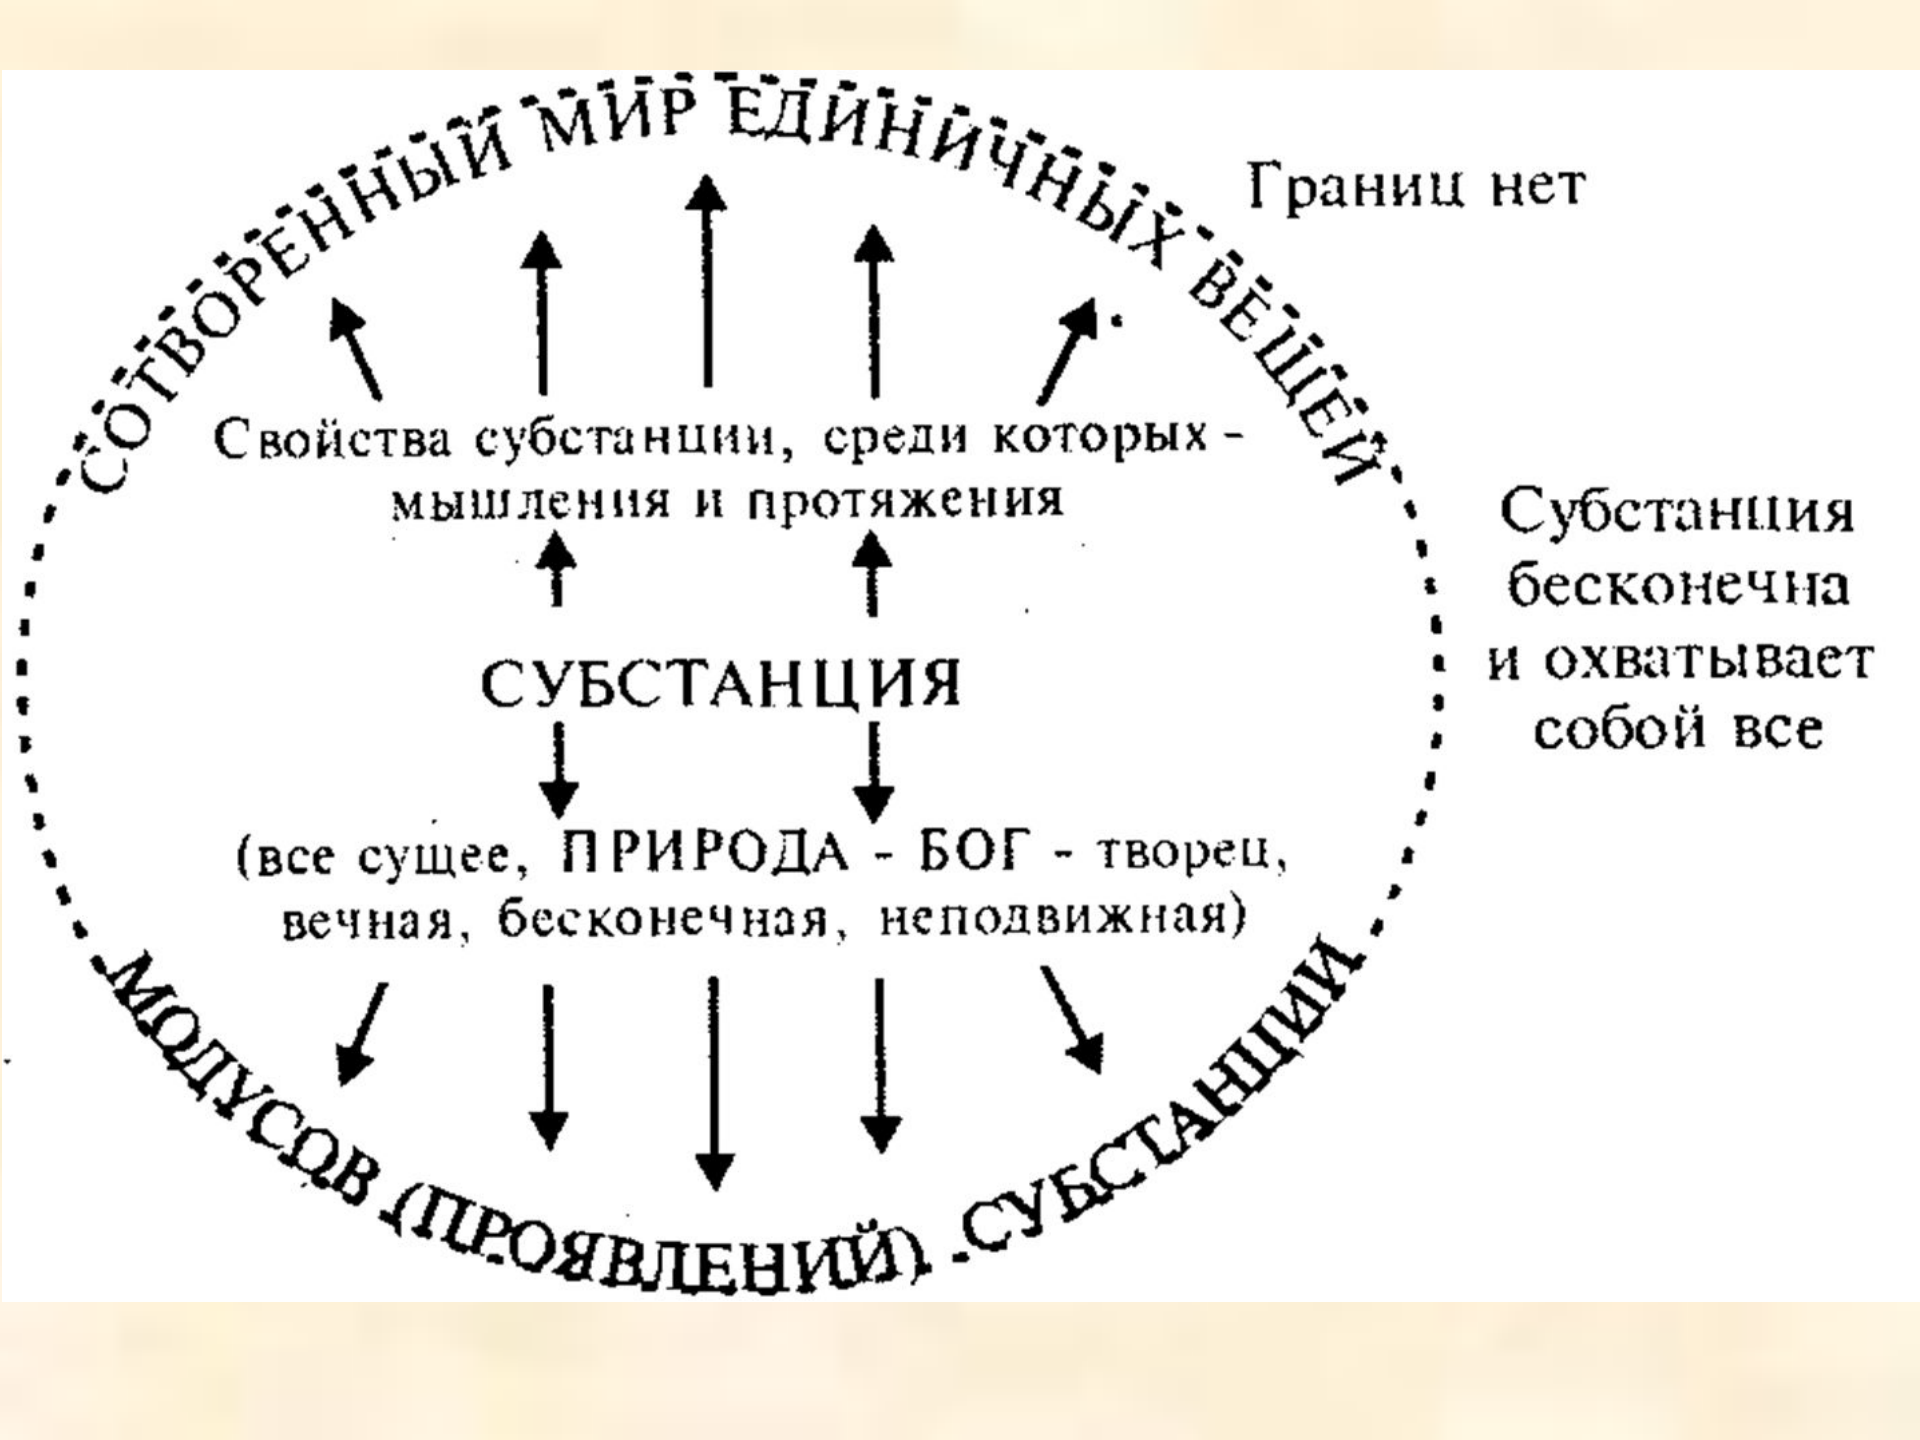 СОТВОРЕННЫЙ МИР ЕДИНИЧНЫХ ВЕЩЕЙ
Границ нет
Свойства субстанции, среди которых -
мышления и протяжения
Субстанция
бесконечна
и охватывает
собой все
СУБСТАНЦИЯ
(все сущее, ПРИРОДА - БОГ - творец,
вечная, бесконечная, неподвижная)
МОДУСОВ (ПРОЯВЛЕНИЙ) СУБСТАНЦИИ